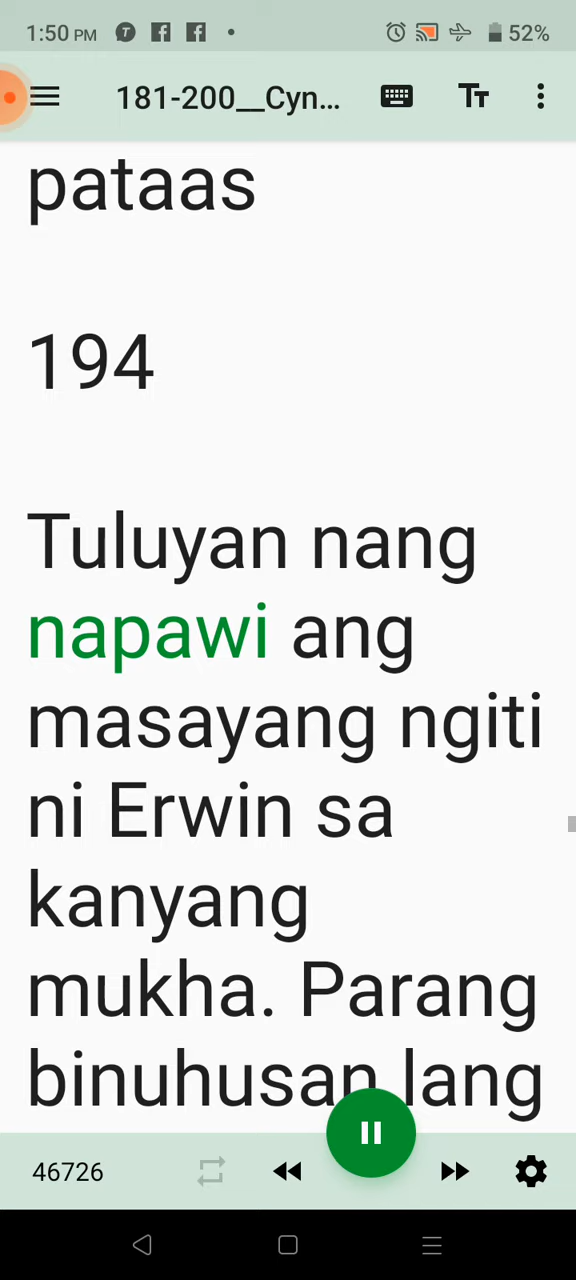 1:50 PM
52%
181-200__Cyn...
pataas
194
Tuluyan nang
napawi ang
masayang ngiti
ni Erwin sa
kanyang
mukha. Parang
binuhusan lang
46726